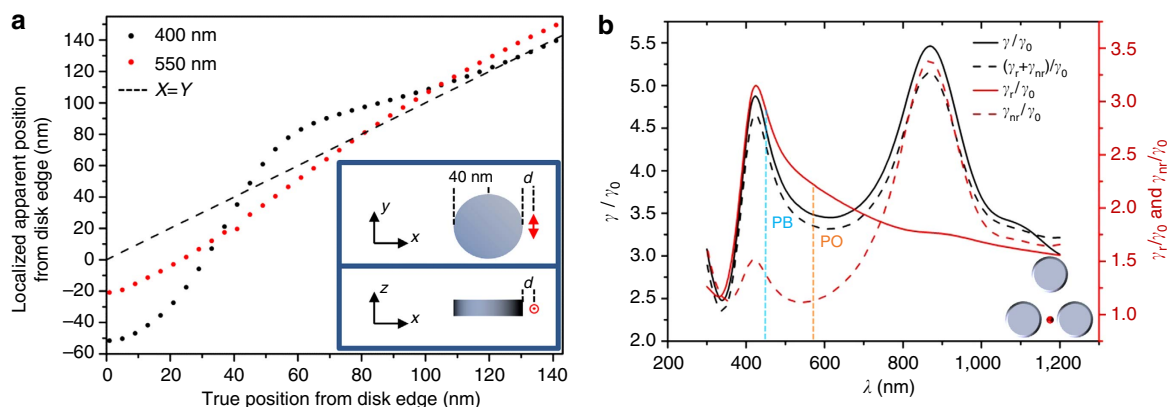 a
Localized apparent position
from disk edge (nm)
140
120
100
80
60
40
20
0
–20
–40
–60
400 nm
550 nm
X=Y
40 nm
d
y
x
d
z
x
0 20 40 60 80 100 120 140
True position from disk edge (nm)
b
γ/γ0
5.5
5.0
4.5
4.0
3.5
3.0
2.5
2.0
γ/γ0
(γr+γnr)/γ0
γr/γ0
γnr/γ0
PB
PO
3.5
3.0
2.5
2.0
1.5
1.0
γr/γ0 and γnr/γ0
200 400 600 800 1,000 1,200
λ (nm)